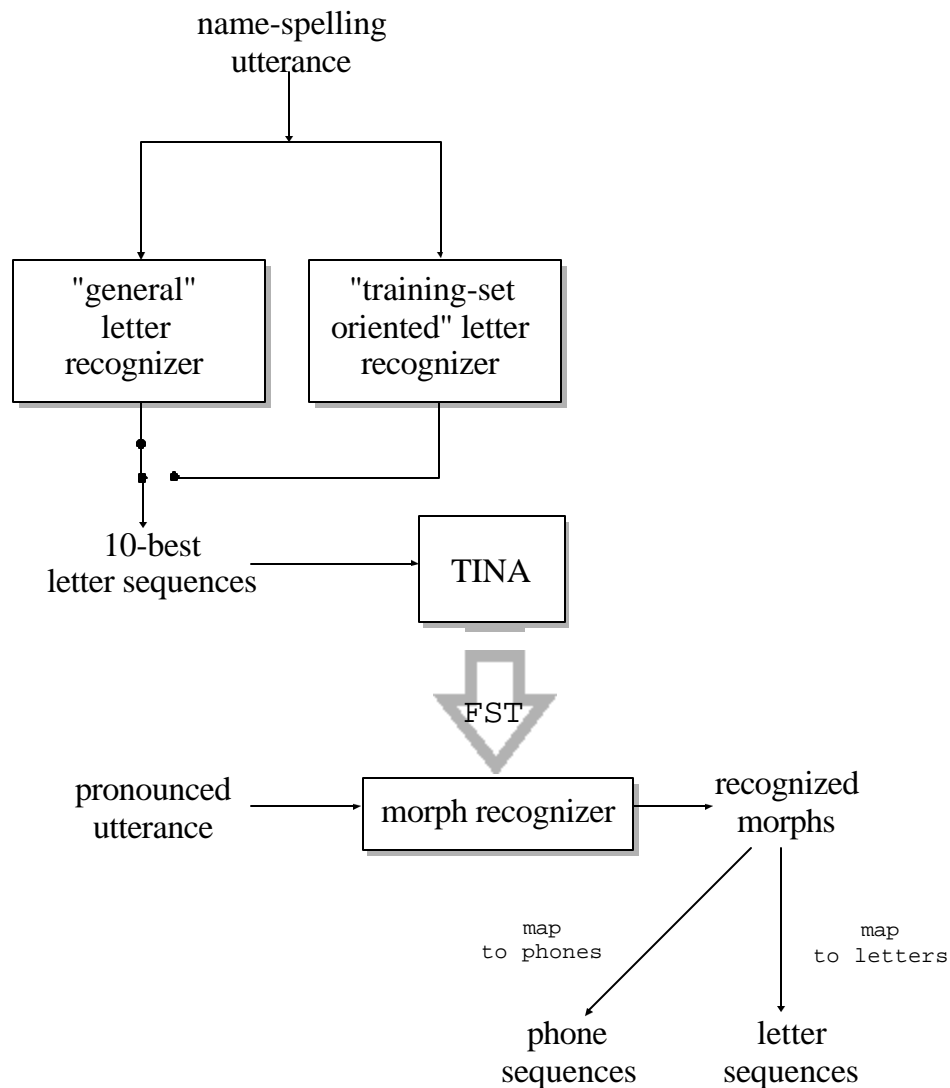 name-spelling
utterance
"general"
letter
recognizer
"training-set
oriented" letter
recognizer
10-best
letter sequences
TINA
FST
pronounced
utterance
morph recognizer
recognized
morphs
map
to phones
map
to letters
phone
sequences
letter
sequences